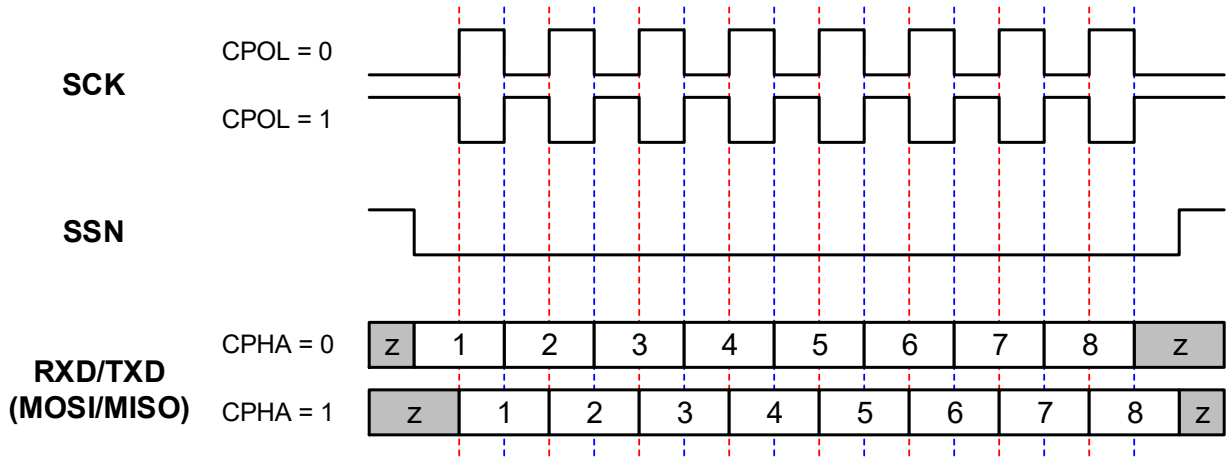 CPOL = 0
SCK
CPOL = 1
SSN
CPHA = 0 z 1 2 3 4 5 6 7 8 z
RXD/TXD
(MOSI/MISO) CPHA = 1 z 1 2 3 4 5 6 7 8 z